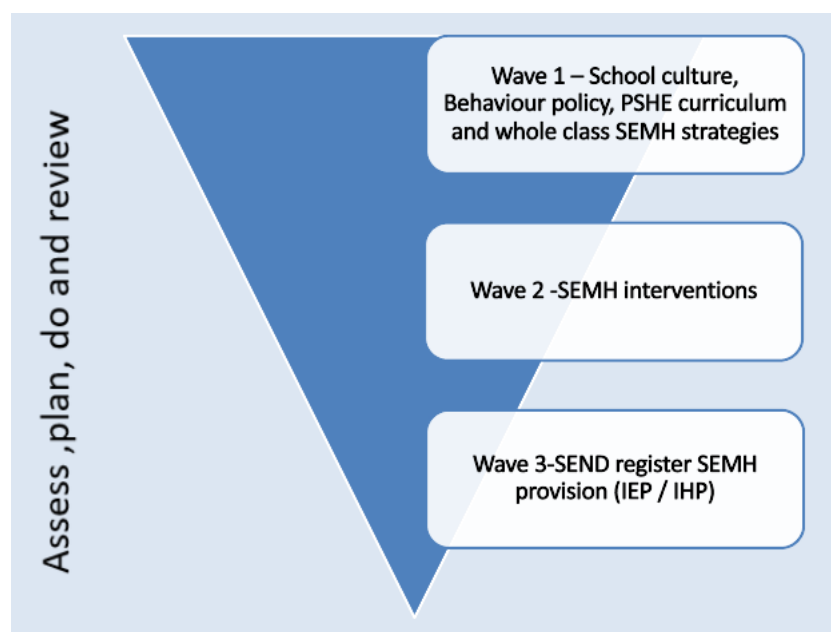 Assess ,plan, do and review
Wave 1 – School culture,
Behaviour policy, PSHE curriculum
and whole class SEMH strategies
Wave 2 -SEMH interventions
Wave 3-SEND register SEMH
provision (IEP / IHP)